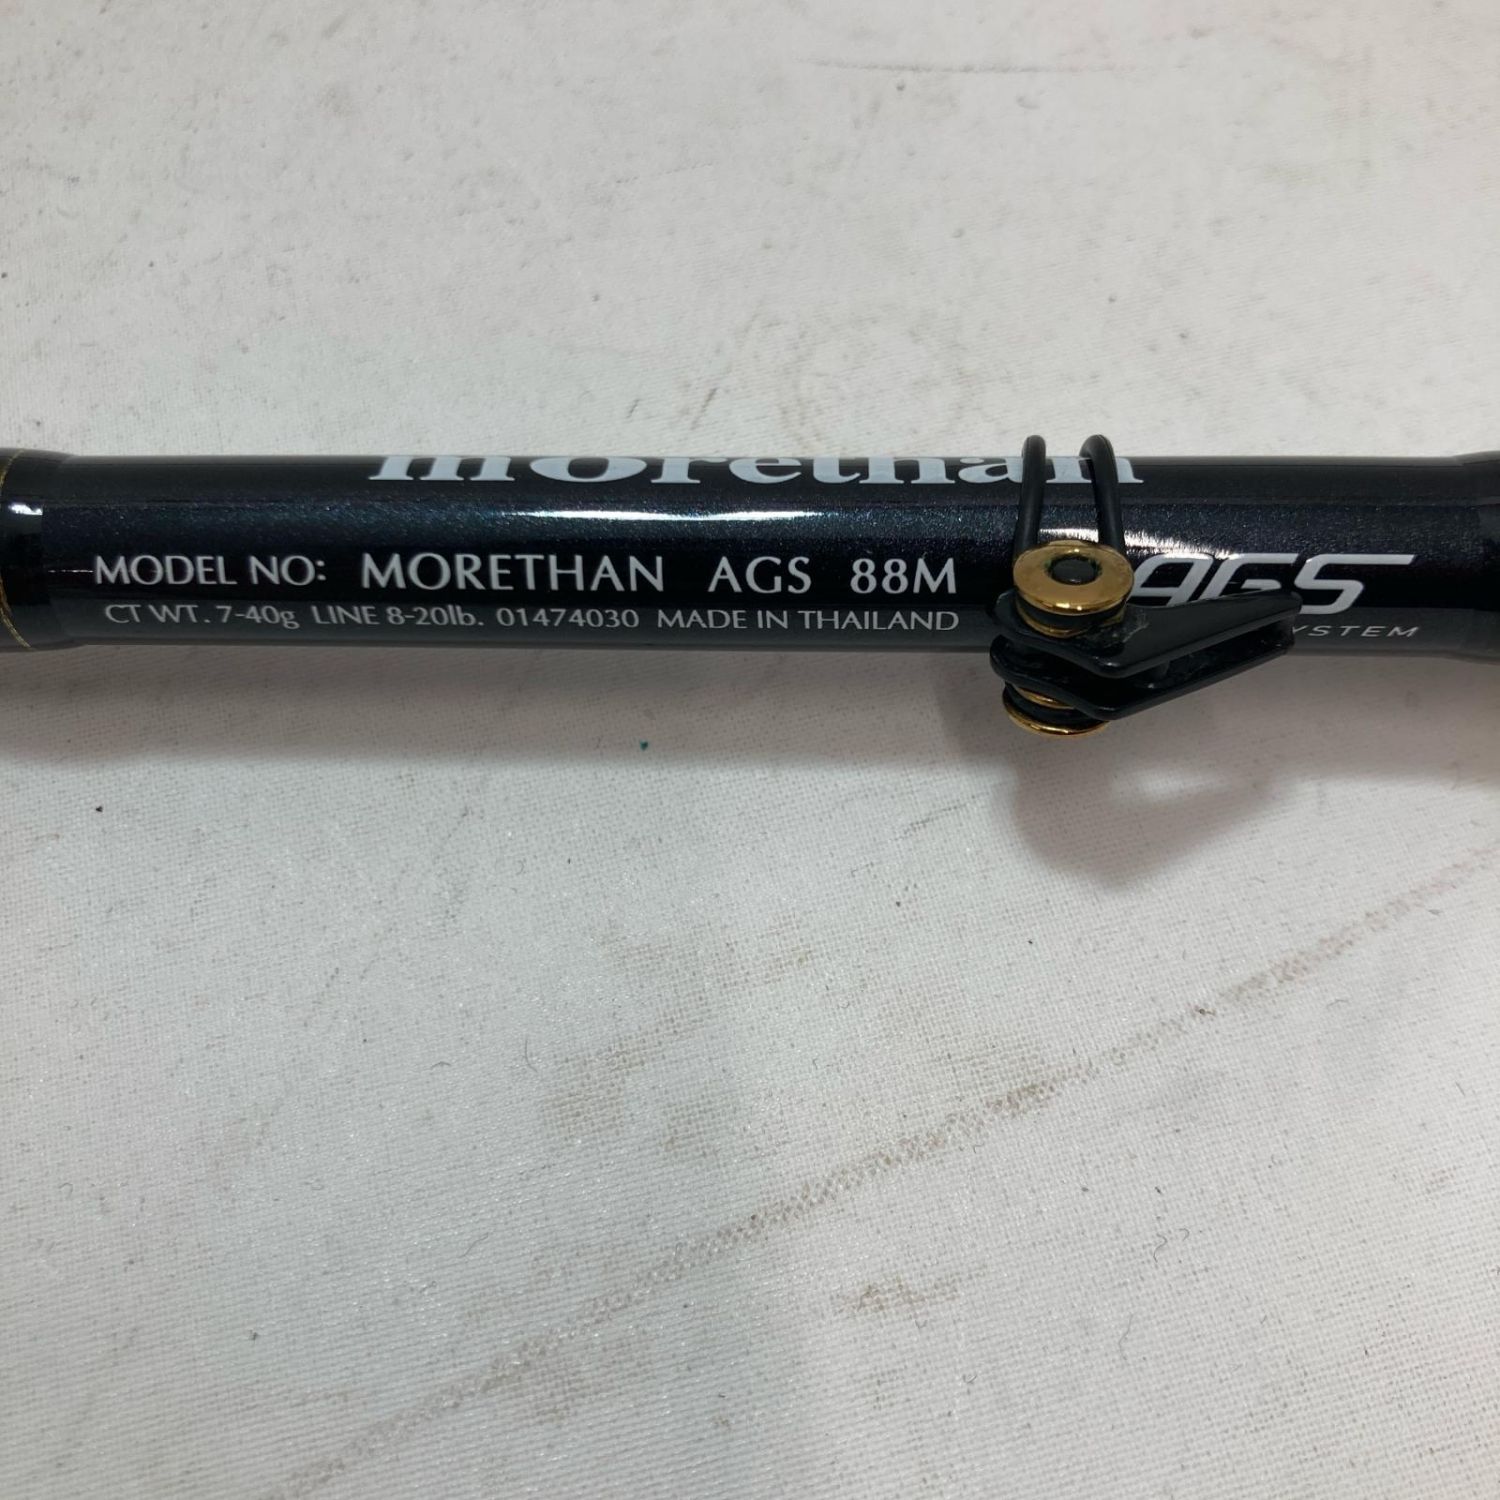 morethan
MODEL NO: MORETHAN AGS 88M
CT WT. 7-40g LINE 8-20lb. 01474030 MADE IN THAILAND
AGS